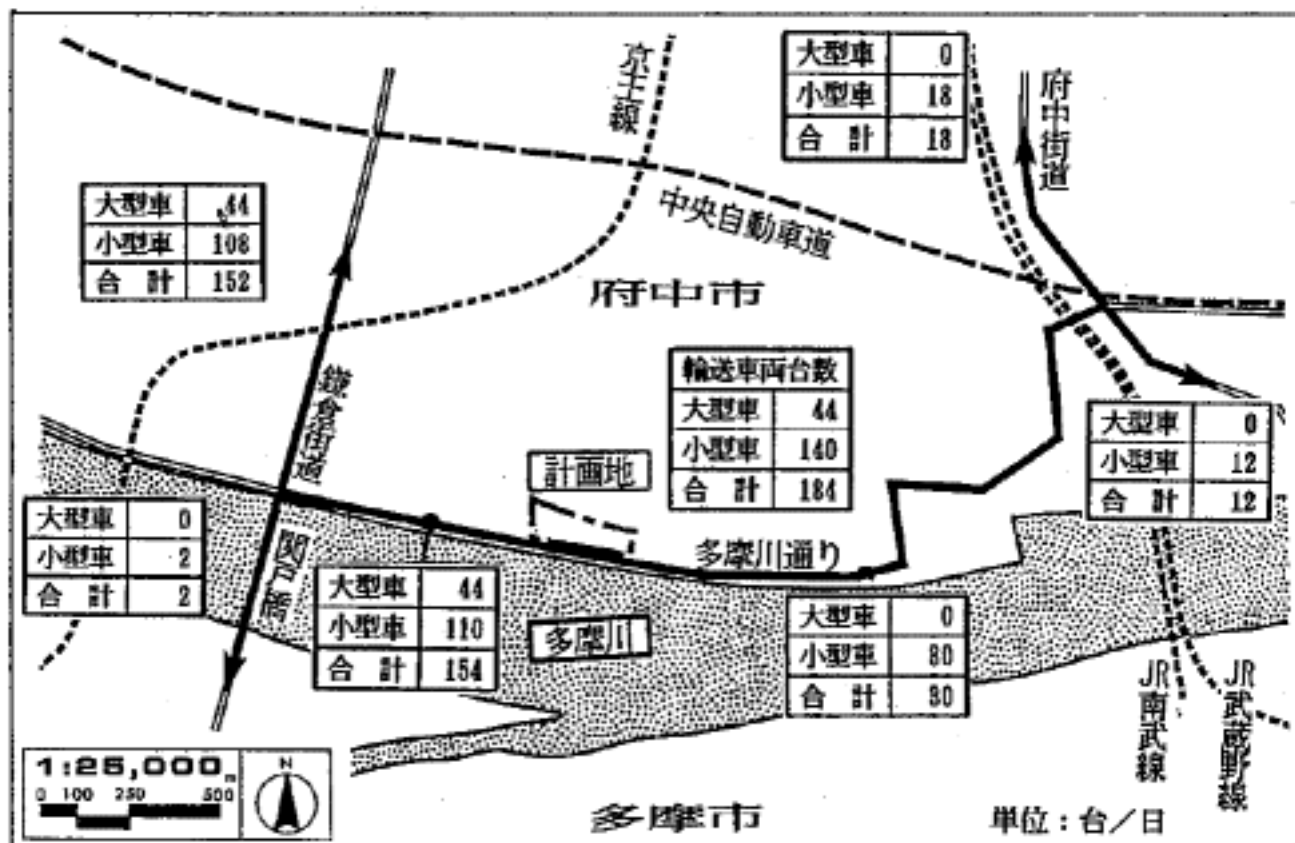 京王線
大型車 0
小型車 18
合計 18
府中街道
大型車 44
小型車 108
合計 152
中央自動車道
府中市
鎌倉街道
輸送車両台数
大型車 44
小型車 140
合計 184
大型車 0
小型車 12
合計 12
計画地
大型車 0
小型車 2
合計 2
関戸橋
多摩川通り
大型車 44
小型車 110
合計 154
多摩川
大型車 0
小型車 30
合計 30
JR南武線
JR武蔵野線
1:25,000
m
0 100 250 500
N
多摩市
単位：台／日